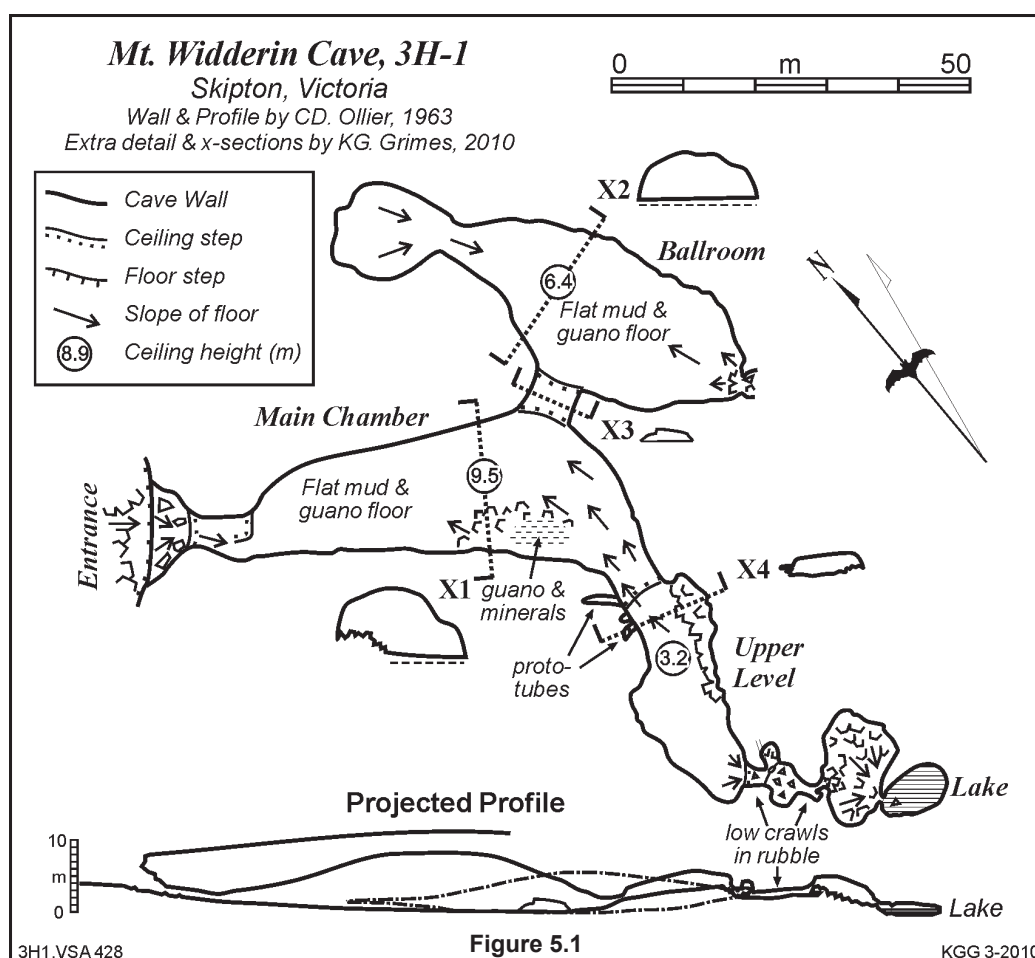 Mt. Widderin Cave, 3H-1
Skipton, Victoria
Wall & Profile by CD. Ollier, 1963
Extra detail & x-sections by KG. Grimes, 2010
0 m 50
Cave Wall
Ceiling step
Floor step
Slope of floor
8.9 Ceiling height (m)
X2
Ballroom
N
6.4
Flat mud &
guano floor
Main Chamber
X3
9.5
Flat mud &
guano floor
Entrance
X1
guano &
minerals
X4
proto-
tubes
3.2
Upper
Level
Lake
low crawls
in rubble
Projected Profile
10
m
0
Lake
Figure 5.1
3H1.VSA 428
KGG 3-2010